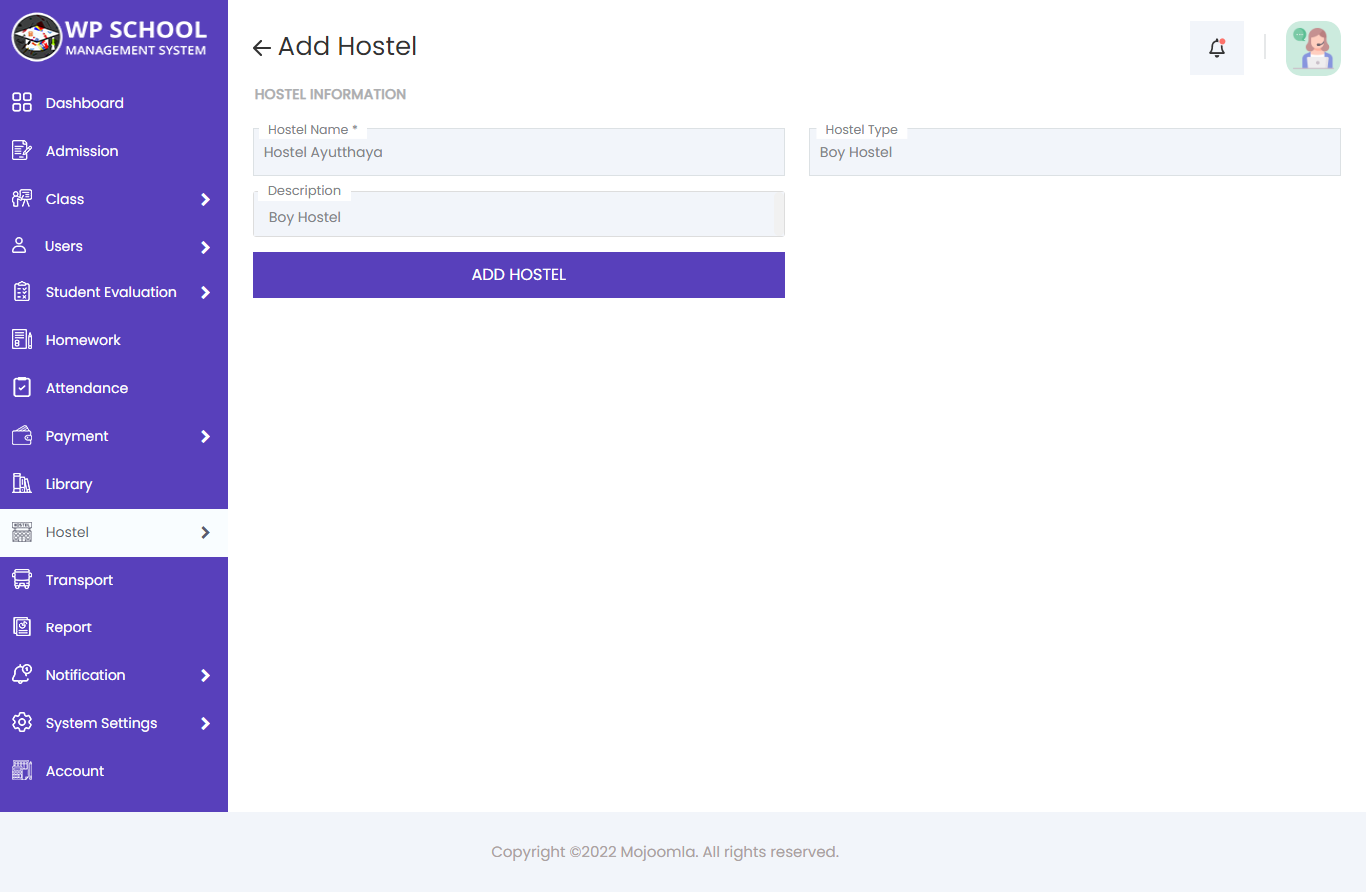 WP SCHOOL
MANAGEMENT SYSTEM
Dashboard
Admission
Class
Users
Student Evaluation
Homework
Attendance
Payment
Library
HOSTEL
Hostel
Transport
Report
Notification
System Settings
Account
Add Hostel
HOSTEL INFORMATION
Hostel Name *
Hostel Ayutthaya
Hostel Type
Boy Hostel
Description
Boy Hostel
ADD HOSTEL
Copyright ©2022 Mojoomla. All rights reserved.